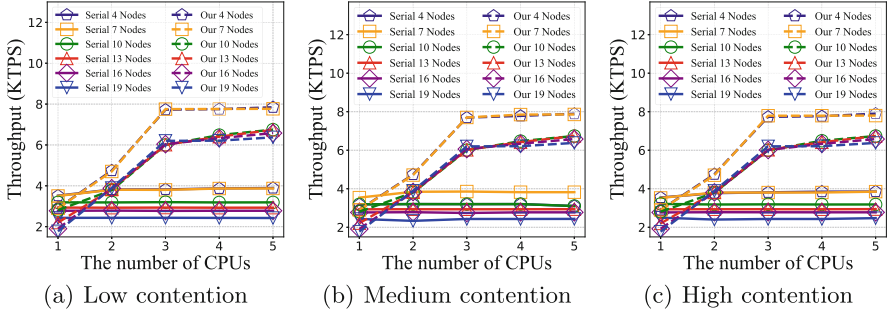 12
10
8
6
4
2
Throughput (KTPS)
Serial 4 Nodes
Serial 7 Nodes
Serial 10 Nodes
Serial 13 Nodes
Serial 16 Nodes
Serial 19 Nodes
Our 4 Nodes
Our 7 Nodes
Our 10 Nodes
Our 13 Nodes
Our 16 Nodes
Our 19 Nodes
1 2 3 4 5
The number of CPUs
(a) Low contention
12
10
8
6
4
2
Throughput (KTPS)
Serial 4 Nodes
Serial 7 Nodes
Serial 10 Nodes
Serial 13 Nodes
Serial 16 Nodes
Serial 19 Nodes
Our 4 Nodes
Our 7 Nodes
Our 10 Nodes
Our 13 Nodes
Our 16 Nodes
Our 19 Nodes
1 2 3 4 5
The number of CPUs
(b) Medium contention
12
10
8
6
4
2
Throughput (KTPS)
Serial 4 Nodes
Serial 7 Nodes
Serial 10 Nodes
Serial 13 Nodes
Serial 16 Nodes
Serial 19 Nodes
Our 4 Nodes
Our 7 Nodes
Our 10 Nodes
Our 13 Nodes
Our 16 Nodes
Our 19 Nodes
1 2 3 4 5
The number of CPUs
(c) High contention